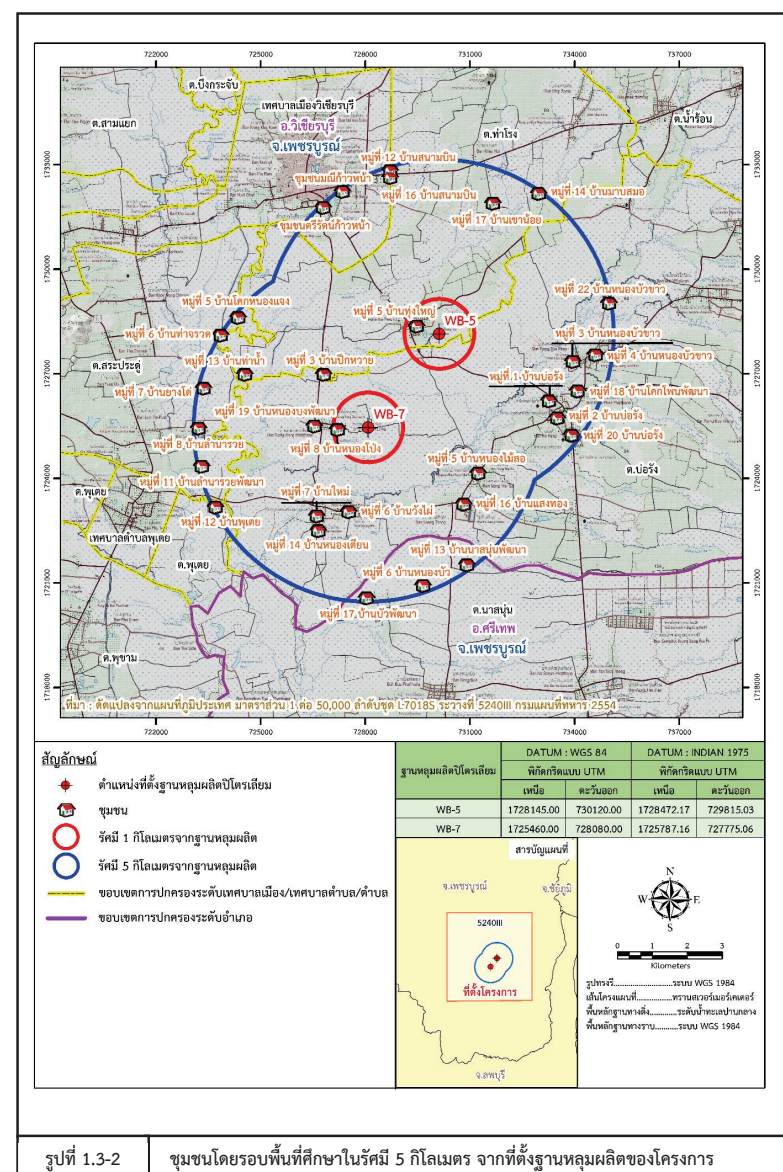 722000 725000 728000 731000 734000 737000
ต.บึงกระจับ
เทศบาลเมืองวิเชียรบุรี
ต.สามแยก
อ.วิเชียรบุรี
จ.เพชรบูรณ์
ต.น้ำร้อน
ต.ท่าโรง
1733000
1733000
หมู่ที่ 12 บ้านสนามบิน
ชุมชนมณีก้าวหน้า
หมู่ที่ 16 บ้านสนามบิน
หมู่ที่ 14 บ้านมาบสมอ
หมู่ที่ 17 บ้านเขาน้อย
ชุมชนตรีรัตน์ก้าวหน้า
1730000
1730000
หมู่ที่ 22 บ้านหนองบัวขาว
หมู่ที่ 5 บ้านโคกหนองแจง
หมู่ที่ 5 บ้านทุ่งใหญ่
WB-5
หมู่ที่ 6 บ้านท่าจรวด
หมู่ที่ 3 บ้านหนองบัวขาว
หมู่ที่ 4 บ้านหนองบัวขาว
หมู่ที่ 13 บ้านท่าน้ำ
หมู่ที่ 3 บ้านปึกหวาย
ต.สระประดู่
1727000
1727000
หมู่ที่ 1 บ้านบ่อรัง
หมู่ที่ 7 บ้านยางโด่
หมู่ที่ 18 บ้านโคกโพนพัฒนา
หมู่ที่ 19 บ้านหนองบงพัฒนา
WB-7
หมู่ที่ 2 บ้านบ่อรัง
หมู่ที่ 20 บ้านบ่อรัง
หมู่ที่ 8 บ้านลำนารวย
หมู่ที่ 8 บ้านหนองโป่ง
หมู่ที่ 5 บ้านหนองไม้สอ
ต.บ่อรัง
1724000
1724000
หมู่ที่ 11 บ้านลำนารวยพัฒนา
หมู่ที่ 7 บ้านใหม่
ต.พุเตย
หมู่ที่ 16 บ้านแสงทอง
หมู่ที่ 6 บ้านวังไผ่
หมู่ที่ 12 บ้านพุเตย
เทศบาลตำบลพุเตย
หมู่ที่ 14 บ้านหนองเตียน
หมู่ที่ 13 บ้านนาสนุ่นพัฒนา
ต.พุเตย
หมู่ที่ 6 บ้านหนองบัว
1721000
1721000
หมู่ที่ 17 บ้านบัวพัฒนา
ต.นาสนุ่น
อ.ศรีเทพ
จ.เพชรบูรณ์
ต.พุขาม
1718000
1718000
ที่มา : ดัดแปลงจากแผนที่ภูมิประเทศ มาตราส่วน 1 ต่อ 50,000 ลำดับชุด L7018S ระวางที่ 5240III กรมแผนที่ทหาร 2554
722000 725000 728000 731000 734000 737000
สัญลักษณ์
ตำแหน่งที่ตั้งฐานหลุมผลิตปิโตรเลียม
ชุมชน
รัศมี 1 กิโลเมตรจากฐานหลุมผลิต
รัศมี 5 กิโลเมตรจากฐานหลุมผลิต
ขอบเขตการปกครองระดับเทศบาลเมือง/เทศบาลตำบล/ตำบล
ขอบเขตการปกครองระดับอำเภอ
ฐานหลุมผลิตปิโตรเลียม DATUM : WGS 84 DATUM : INDIAN 1975
พิกัดกริดแบบ UTM พิกัดกริดแบบ UTM
เหนือ ตะวันออก เหนือ ตะวันออก
WB-5 1728145.00 730120.00 1728472.17 729815.03
WB-7 1725460.00 728080.00 1725787.16 727775.06
สารบัญแผนที่
จ.เพชรบูรณ์
จ.ชัยภูมิ
5240III
ที่ตั้งโครงการ
จ.ลพบุรี
N
W E
S
0 1 2 3
Kilometers
รูปทรงรี....................ระบบ WGS 1984
เส้นโครงแผนที่............ทรานสเวอร์เมอร์เคเตอร์
พื้นหลักฐานทางดิ่ง.........ระดับน้ำทะเลปานกลาง
พื้นหลักฐานทางราบ.........ระบบ WGS 1984
รูปที่ 1.3-2
ชุมชนโดยรอบพื้นที่ศึกษาในรัศมี 5 กิโลเมตร จากที่ตั้งฐานหลุมผลิตของโครงการ